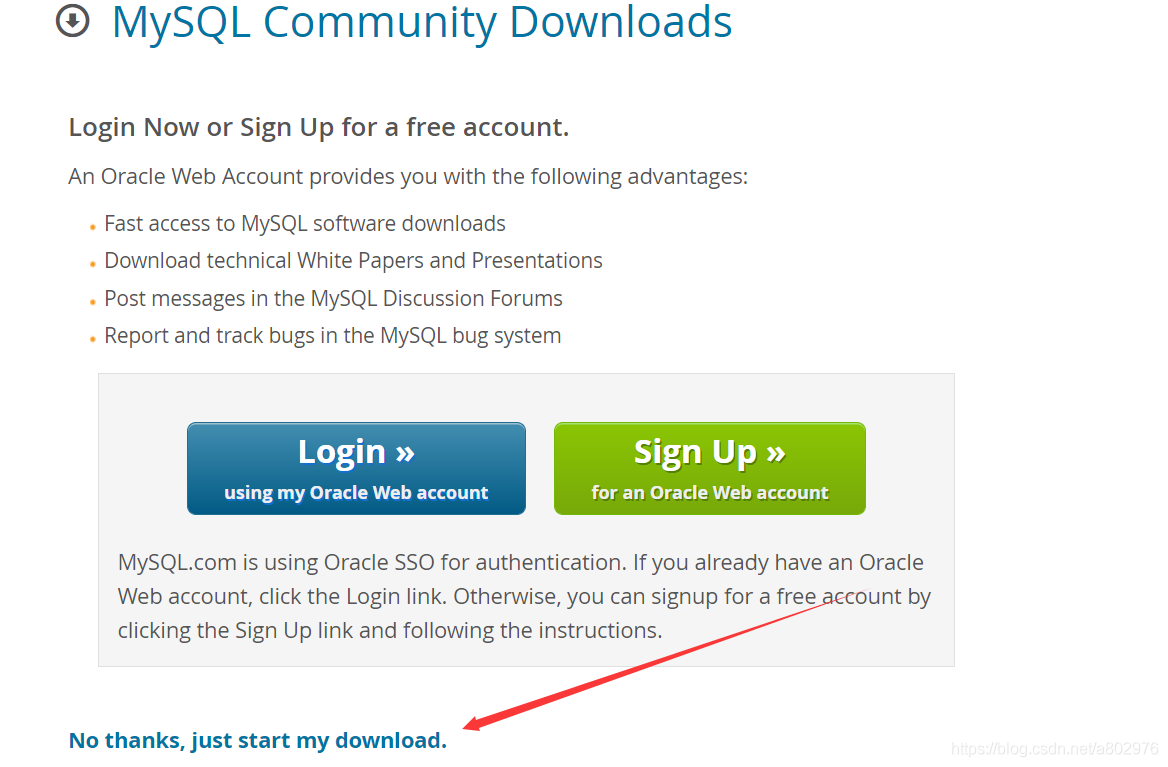 MySQL Community Downloads
Login Now or Sign Up for a free account.
An Oracle Web Account provides you with the following advantages:
Fast access to MySQL software downloads
Download technical White Papers and Presentations
Post messages in the MySQL Discussion Forums
Report and track bugs in the MySQL bug system
Login »
using my Oracle Web account
Sign Up »
for an Oracle Web account
MySQL.com is using Oracle SSO for authentication. If you already have an Oracle
Web account, click the Login link. Otherwise, you can signup for a free account by
clicking the Sign Up link and following the instructions.
No thanks, just start my download.
https://blog.csdn.net/a802976